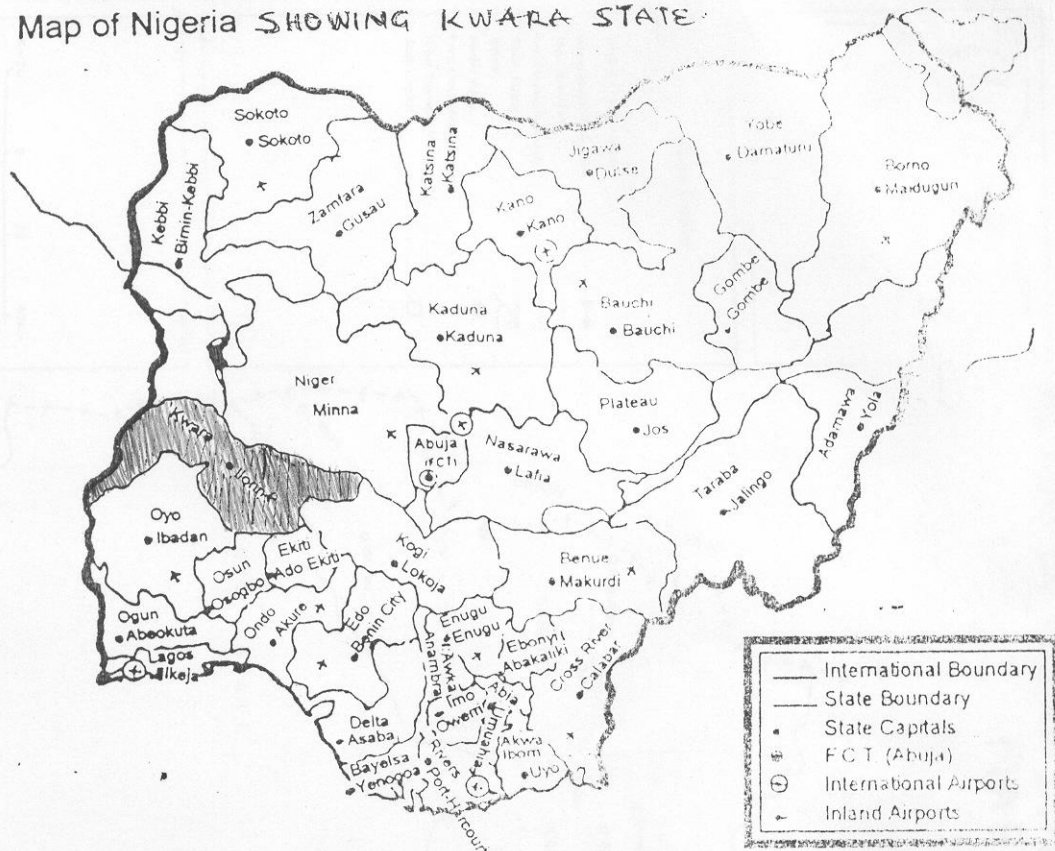 Map of Nigeria SHOWING KWARA STATE
Sokoto
Sokoto
Kebbi
Birnin-Kebbi
Zamfara
Gusau
Katsina
Katsina
Jigawa
Dutse
Kano
Kano
Yobe
Damaturu
Borno
Maidugun
Gombe
Gombe
Bauchi
Bauchi
Kaduna
Kaduna
Niger
Minna
Plateau
Jos
Abuja
(FCT)
Nasarawa
Lafia
Adamawa
Yola
Taraba
Jalingo
Kwara
Oyo
Ibadan
Osun
Osogbo
Ekiti
Ado Ekiti
Kogi
Lokoja
Benue
Makurdi
Ogun
Abeokuta
Lagos
Ikeja
Ondo
Akure
Edo
Benin City
Enugu
Enugu
Anambra
Awka
Ebonyi
Abakaliki
Cross River
Calabar
Imo
Owerri
Abia
Delta
Asaba
Bayelsa
Yenogoa
Rivers
Port-Harcourt
Akwa
Ibom
Uyo
International Boundary
State Boundary
State Capitals
F.C.T. (Abuja)
International Airports
Inland Airports